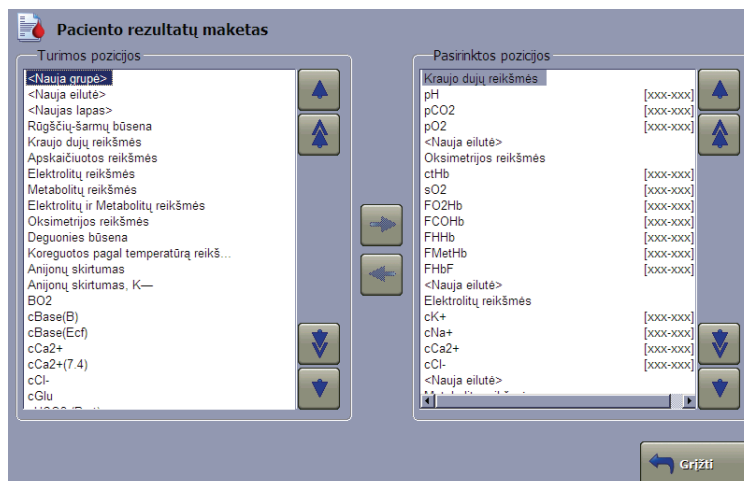 Paciento rezultatų maketas
Turimos pozicijos
<Nauja grupė>
<Nauja eilutė>
<Naujas lapas>
Rūgščių-šarmų būsena
Kraujo dujų reikšmės
Apskaičiuotos reikšmės
Elektrolitų reikšmės
Metabolitų reikšmės
Elektrolitų ir Metabolitų reikšmės
Oksimetrijos reikšmės
Deguonies būsena
Koreguotos pagal temperatūrą reikš...
Anijonų skirtumas
Anijonų skirtumas, K—
BO2
cBase(B)
cBase(Ecf)
cCa2+
cCa2+(7.4)
cCl-
cGlu
Pasirinktos pozicijos
Kraujo dujų reikšmės
pH [xxx-xxx]
pCO2 [xxx-xxx]
pO2 [xxx-xxx]
<Nauja eilutė>
Oksimetrijos reikšmės
ctHb [xxx-xxx]
sO2 [xxx-xxx]
FO2Hb [xxx-xxx]
FCOHb [xxx-xxx]
FHHb [xxx-xxx]
FMetHb [xxx-xxx]
FHbF [xxx-xxx]
<Nauja eilutė>
Elektrolitų reikšmės
cK+ [xxx-xxx]
cNa+ [xxx-xxx]
cCa2+ [xxx-xxx]
cCl- [xxx-xxx]
<Nauja eilutė>
Grįžti